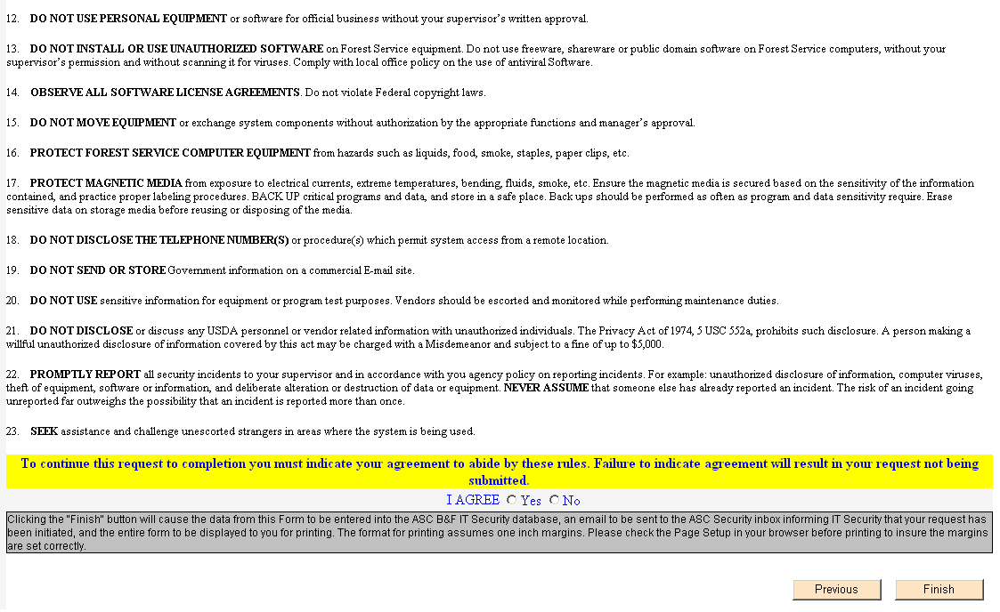 12. DO NOT USE PERSONAL EQUIPMENT or software for official business without your supervisor's written approval.
13. DO NOT INSTALL OR USE UNAUTHORIZED SOFTWARE on Forest Service equipment. Do not use freeware, shareware or public domain software on Forest Service computers, without your
supervisor's permission and without scanning it for viruses. Comply with local office policy on the use of antiviral Software.
14. OBSERVE ALL SOFTWARE LICENSE AGREEMENTS. Do not violate Federal copyright laws.
15. DO NOT MOVE EQUIPMENT or exchange system components without authorization by the appropriate functions and manager's approval.
16. PROTECT FOREST SERVICE COMPUTER EQUIPMENT from hazards such as liquids, food, smoke, staples, paper clips, etc.
17. PROTECT MAGNETIC MEDIA from exposure to electrical currents, extreme temperatures, bending, fluids, smoke, etc. Ensure the magnetic media is secured based on the sensitivity of the information
contained, and practice proper labeling procedures. BACK UP critical programs and data, and store in a safe place. Back ups should be performed as often as program and data sensitivity require. Erase
sensitive data on storage media before reusing or disposing of the media.
18. DO NOT DISCLOSE THE TELEPHONE NUMBER(S) or procedure(s) which permit system access from a remote location.
19. DO NOT SEND OR STORE Government information on a commercial E-mail site.
20. DO NOT USE sensitive information for equipment or program test purposes. Vendors should be escorted and monitored while performing maintenance duties.
21. DO NOT DISCLOSE or discuss any USDA personnel or vendor related information with unauthorized individuals. The Privacy Act of 1974, 5 USC 552a, prohibits such disclosure. A person making a
willful unauthorized disclosure of information covered by this act may be charged with a Misdemeanor and subject to a fine of up to $5,000.
22. PROMPTLY REPORT all security incidents to your supervisor and in accordance with you agency policy on reporting incidents. For example: unauthorized disclosure of information, computer viruses,
theft of equipment, software or information, and deliberate alteration or destruction of data or equipment. NEVER ASSUME that someone else has already reported an incident. The risk of an incident going
unreported far outweighs the possibility that an incident is reported more than once.
23. SEEK assistance and challenge unescorted strangers in areas where the system is being used.
To continue this request to completion you must indicate your agreement to abide by these rules. Failure to indicate agreement will result in your request not being
submitted.
I AGREE Yes No
Clicking the "Finish" button will cause the data from this Form to be entered into the ASC B&F IT Security database, an email to be sent to the ASC Security inbox informing IT Security that your request has
been initiated, and the entire form to be displayed to you for printing. The format for printing assumes one inch margins. Please check the Page Setup in your browser before printing to insure the margins
are set correctly.
Previous Finish